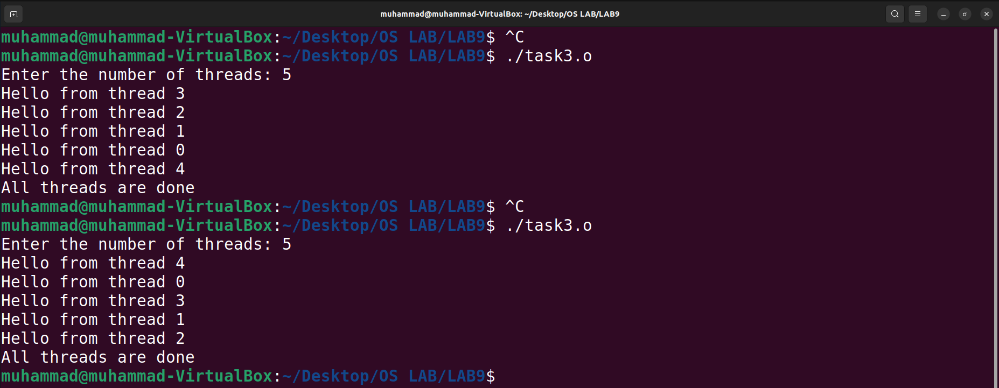 muhammad@muhammad-VirtualBox: ~/Desktop/OS LAB/LAB9
muhammad@muhammad-VirtualBox:~/Desktop/OS LAB/LAB9$ ^C
muhammad@muhammad-VirtualBox:~/Desktop/OS LAB/LAB9$ ./task3.o
Enter the number of threads: 5
Hello from thread 3
Hello from thread 2
Hello from thread 1
Hello from thread 0
Hello from thread 4
All threads are done
muhammad@muhammad-VirtualBox:~/Desktop/OS LAB/LAB9$ ^C
muhammad@muhammad-VirtualBox:~/Desktop/OS LAB/LAB9$ ./task3.o
Enter the number of threads: 5
Hello from thread 4
Hello from thread 0
Hello from thread 3
Hello from thread 1
Hello from thread 2
All threads are done
muhammad@muhammad-VirtualBox:~/Desktop/OS LAB/LAB9$